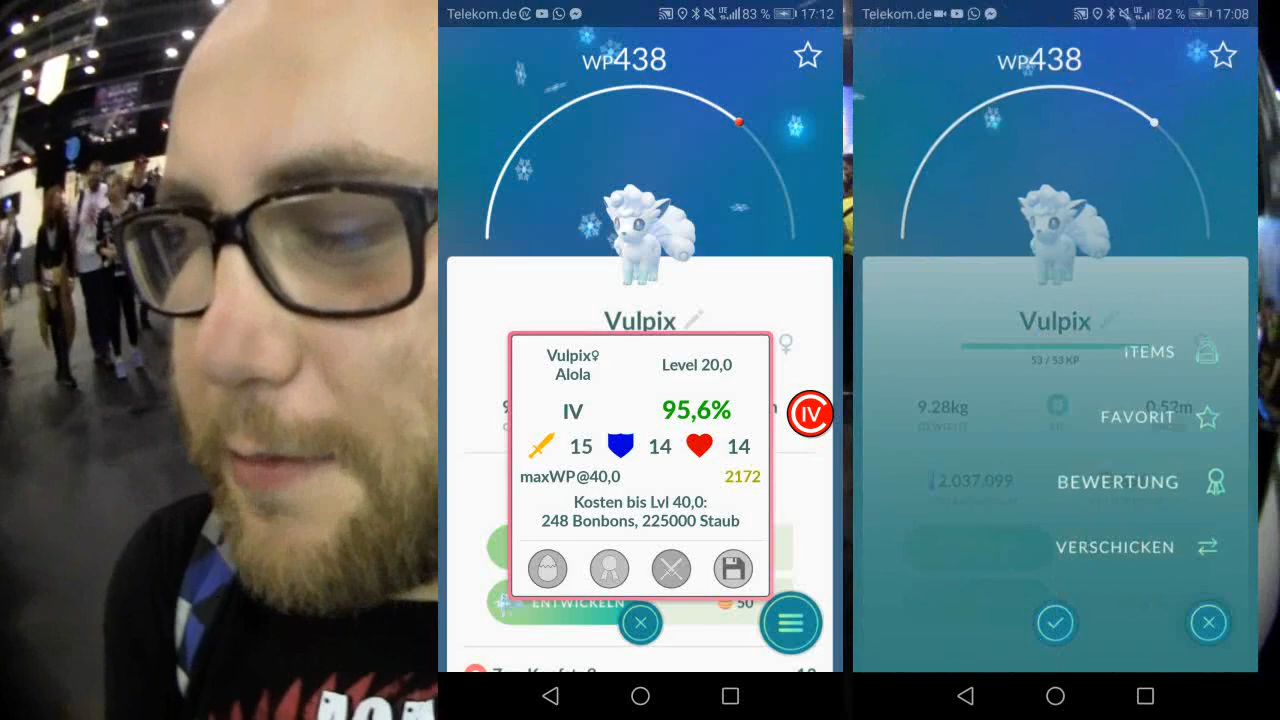 Telekom.de
83 % 17:12
WP438
Vulpix
Vulpix♀
Alola
Level 20,0
IV
95,6%
IV
15 14 14
maxWP@40,0 2172
Kosten bis Lvl 40,0:
248 Bonbons, 225000 Staub
ENTWICKELN 50
Telekom.de
LTE 82 % 17:08
WP438
Vulpix
53 / 53 KP
ITEMS
9.28kg 0.52m
FAVORIT
2.037.099
BEWERTUNG
VERSCHICKEN